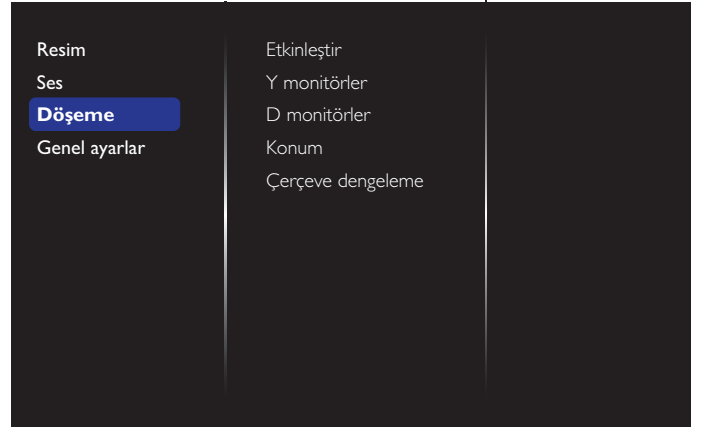 Resim
Ses
Döşeme
Genel ayarlar
Etkinleştir
Y monitörler
D monitörler
Konum
Çerçeve dengeleme